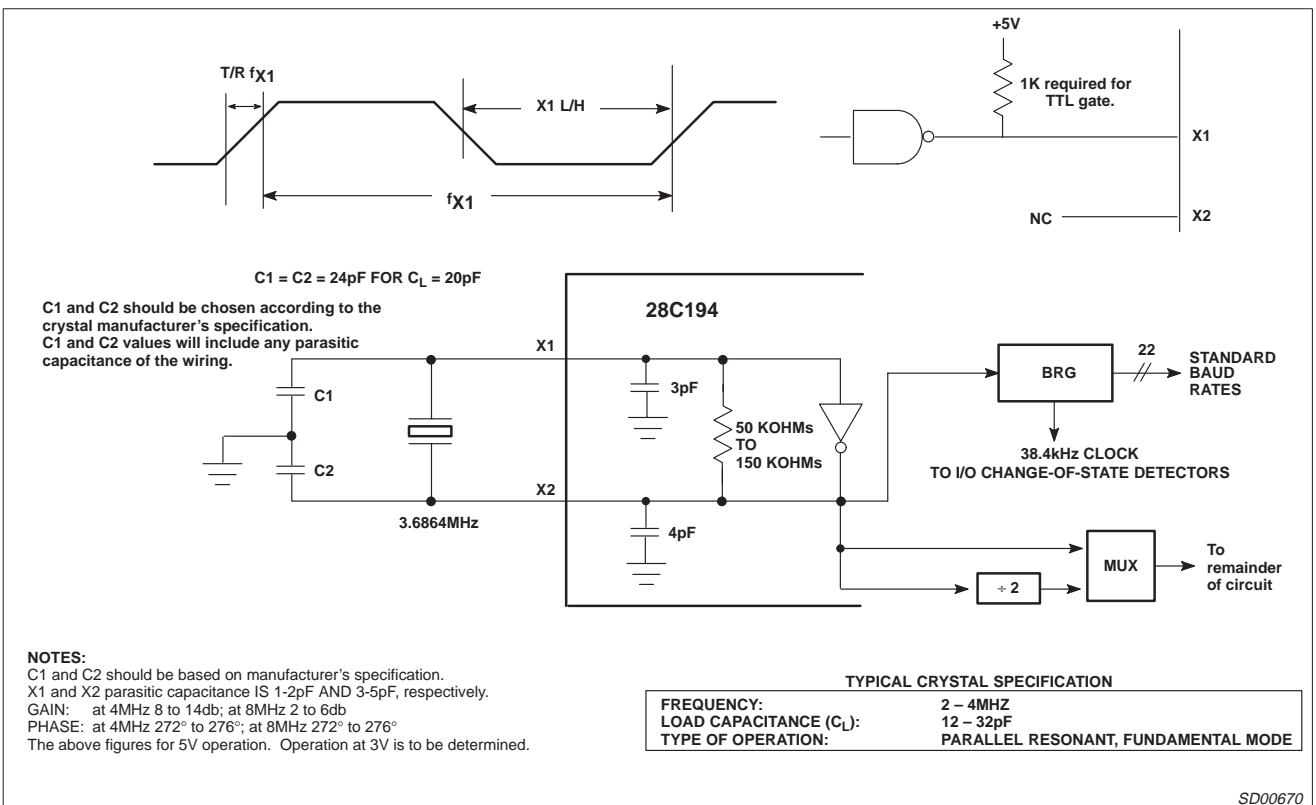 T/R fX1
X1 L/H
fX1
+5V
1K required for
TTL gate.
X1
NC
X2
C1 = C2 = 24pF FOR CL = 20pF
C1 and C2 should be chosen according to the
crystal manufacturer's specification.
C1 and C2 values will include any parasitic
capacitance of the wiring.
28C194
X1
C1
C2
3.6864MHz
X2
3pF
50 KOHMs
TO
150 KOHMs
4pF
BRG
22
STANDARD
BAUD
RATES
38.4kHz CLOCK
TO I/O CHANGE-OF-STATE DETECTORS
÷ 2
MUX
To
remainder
of circuit
NOTES:
C1 and C2 should be based on manufacturer's specification.
X1 and X2 parasitic capacitance IS 1-2pF AND 3-5pF, respectively.
GAIN: at 4MHz 8 to 14db; at 8MHz 2 to 6db
PHASE: at 4MHz 272° to 276°; at 8MHz 272° to 276°
The above figures for 5V operation. Operation at 3V is to be determined.
TYPICAL CRYSTAL SPECIFICATION
FREQUENCY: 2 – 4MHZ
LOAD CAPACITANCE (CL): 12 – 32pF
TYPE OF OPERATION: PARALLEL RESONANT, FUNDAMENTAL MODE
SD00670